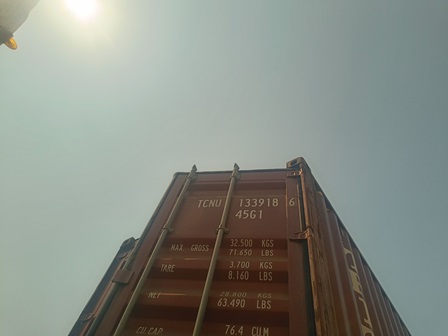 TCNU 133918 6
45G1
MAX. GROSS 32.500 KGS
71.650 LBS
TARE 3.700 KGS
8.160 LBS
NET 28.800 KGS
63.490 LBS
CU.CAP. 76.4 CU.M.